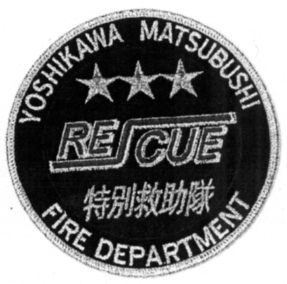 YOSHIKAWA MATSUBUSHI
RESCUE
特別救助隊
FIRE DEPARTMENT